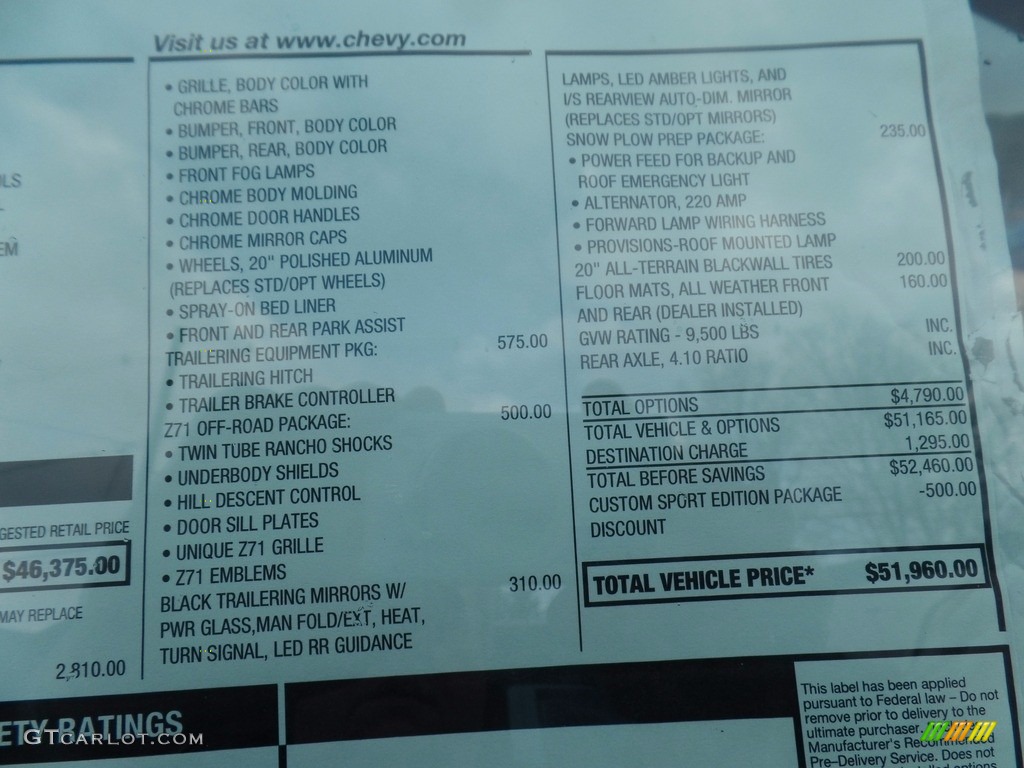 Visit us at www.chevy.com
GESTED RETAIL PRICE
$46,375.00
MAY REPLACE
2,810.00
• GRILLE, BODY COLOR WITH
CHROME BARS
• BUMPER, FRONT, BODY COLOR
• BUMPER, REAR, BODY COLOR
• FRONT FOG LAMPS
• CHROME BODY MOLDING
• CHROME DOOR HANDLES
• CHROME MIRROR CAPS
• WHEELS, 20" POLISHED ALUMINUM
(REPLACES STD/OPT WHEELS)
• SPRAY-ON BED LINER
• FRONT AND REAR PARK ASSIST
TRAILERING EQUIPMENT PKG: 575.00
• TRAILERING HITCH
• TRAILER BRAKE CONTROLLER
Z71 OFF-ROAD PACKAGE: 500.00
• TWIN TUBE RANCHO SHOCKS
• UNDERBODY SHIELDS
• HILL DESCENT CONTROL
• DOOR SILL PLATES
• UNIQUE Z71 GRILLE
• Z71 EMBLEMS
BLACK TRAILERING MIRRORS W/ 310.00
PWR GLASS,MAN FOLD/EXT, HEAT,
TURN SIGNAL, LED RR GUIDANCE
LAMPS, LED AMBER LIGHTS, AND
I/S REARVIEW AUTO-DIM. MIRROR
(REPLACES STD/OPT MIRRORS)
SNOW PLOW PREP PACKAGE: 235.00
• POWER FEED FOR BACKUP AND
ROOF EMERGENCY LIGHT
• ALTERNATOR, 220 AMP
• FORWARD LAMP WIRING HARNESS
• PROVISIONS-ROOF MOUNTED LAMP
20" ALL-TERRAIN BLACKWALL TIRES 200.00
FLOOR MATS, ALL WEATHER FRONT 160.00
AND REAR (DEALER INSTALLED)
GVW RATING - 9,500 LBS INC.
REAR AXLE, 4.10 RATIO INC.
TOTAL OPTIONS $4,790.00
TOTAL VEHICLE & OPTIONS $51,165.00
DESTINATION CHARGE 1,295.00
TOTAL BEFORE SAVINGS $52,460.00
CUSTOM SPORT EDITION PACKAGE -500.00
DISCOUNT
TOTAL VEHICLE PRICE* $51,960.00
ETY RATINGS
This label has been applied
pursuant to Federal law – Do not
remove prior to delivery to the
ultimate purchaser.
Manufacturer's Recommended
Pre-Delivery Service. Does not
GTCARLOT.COM